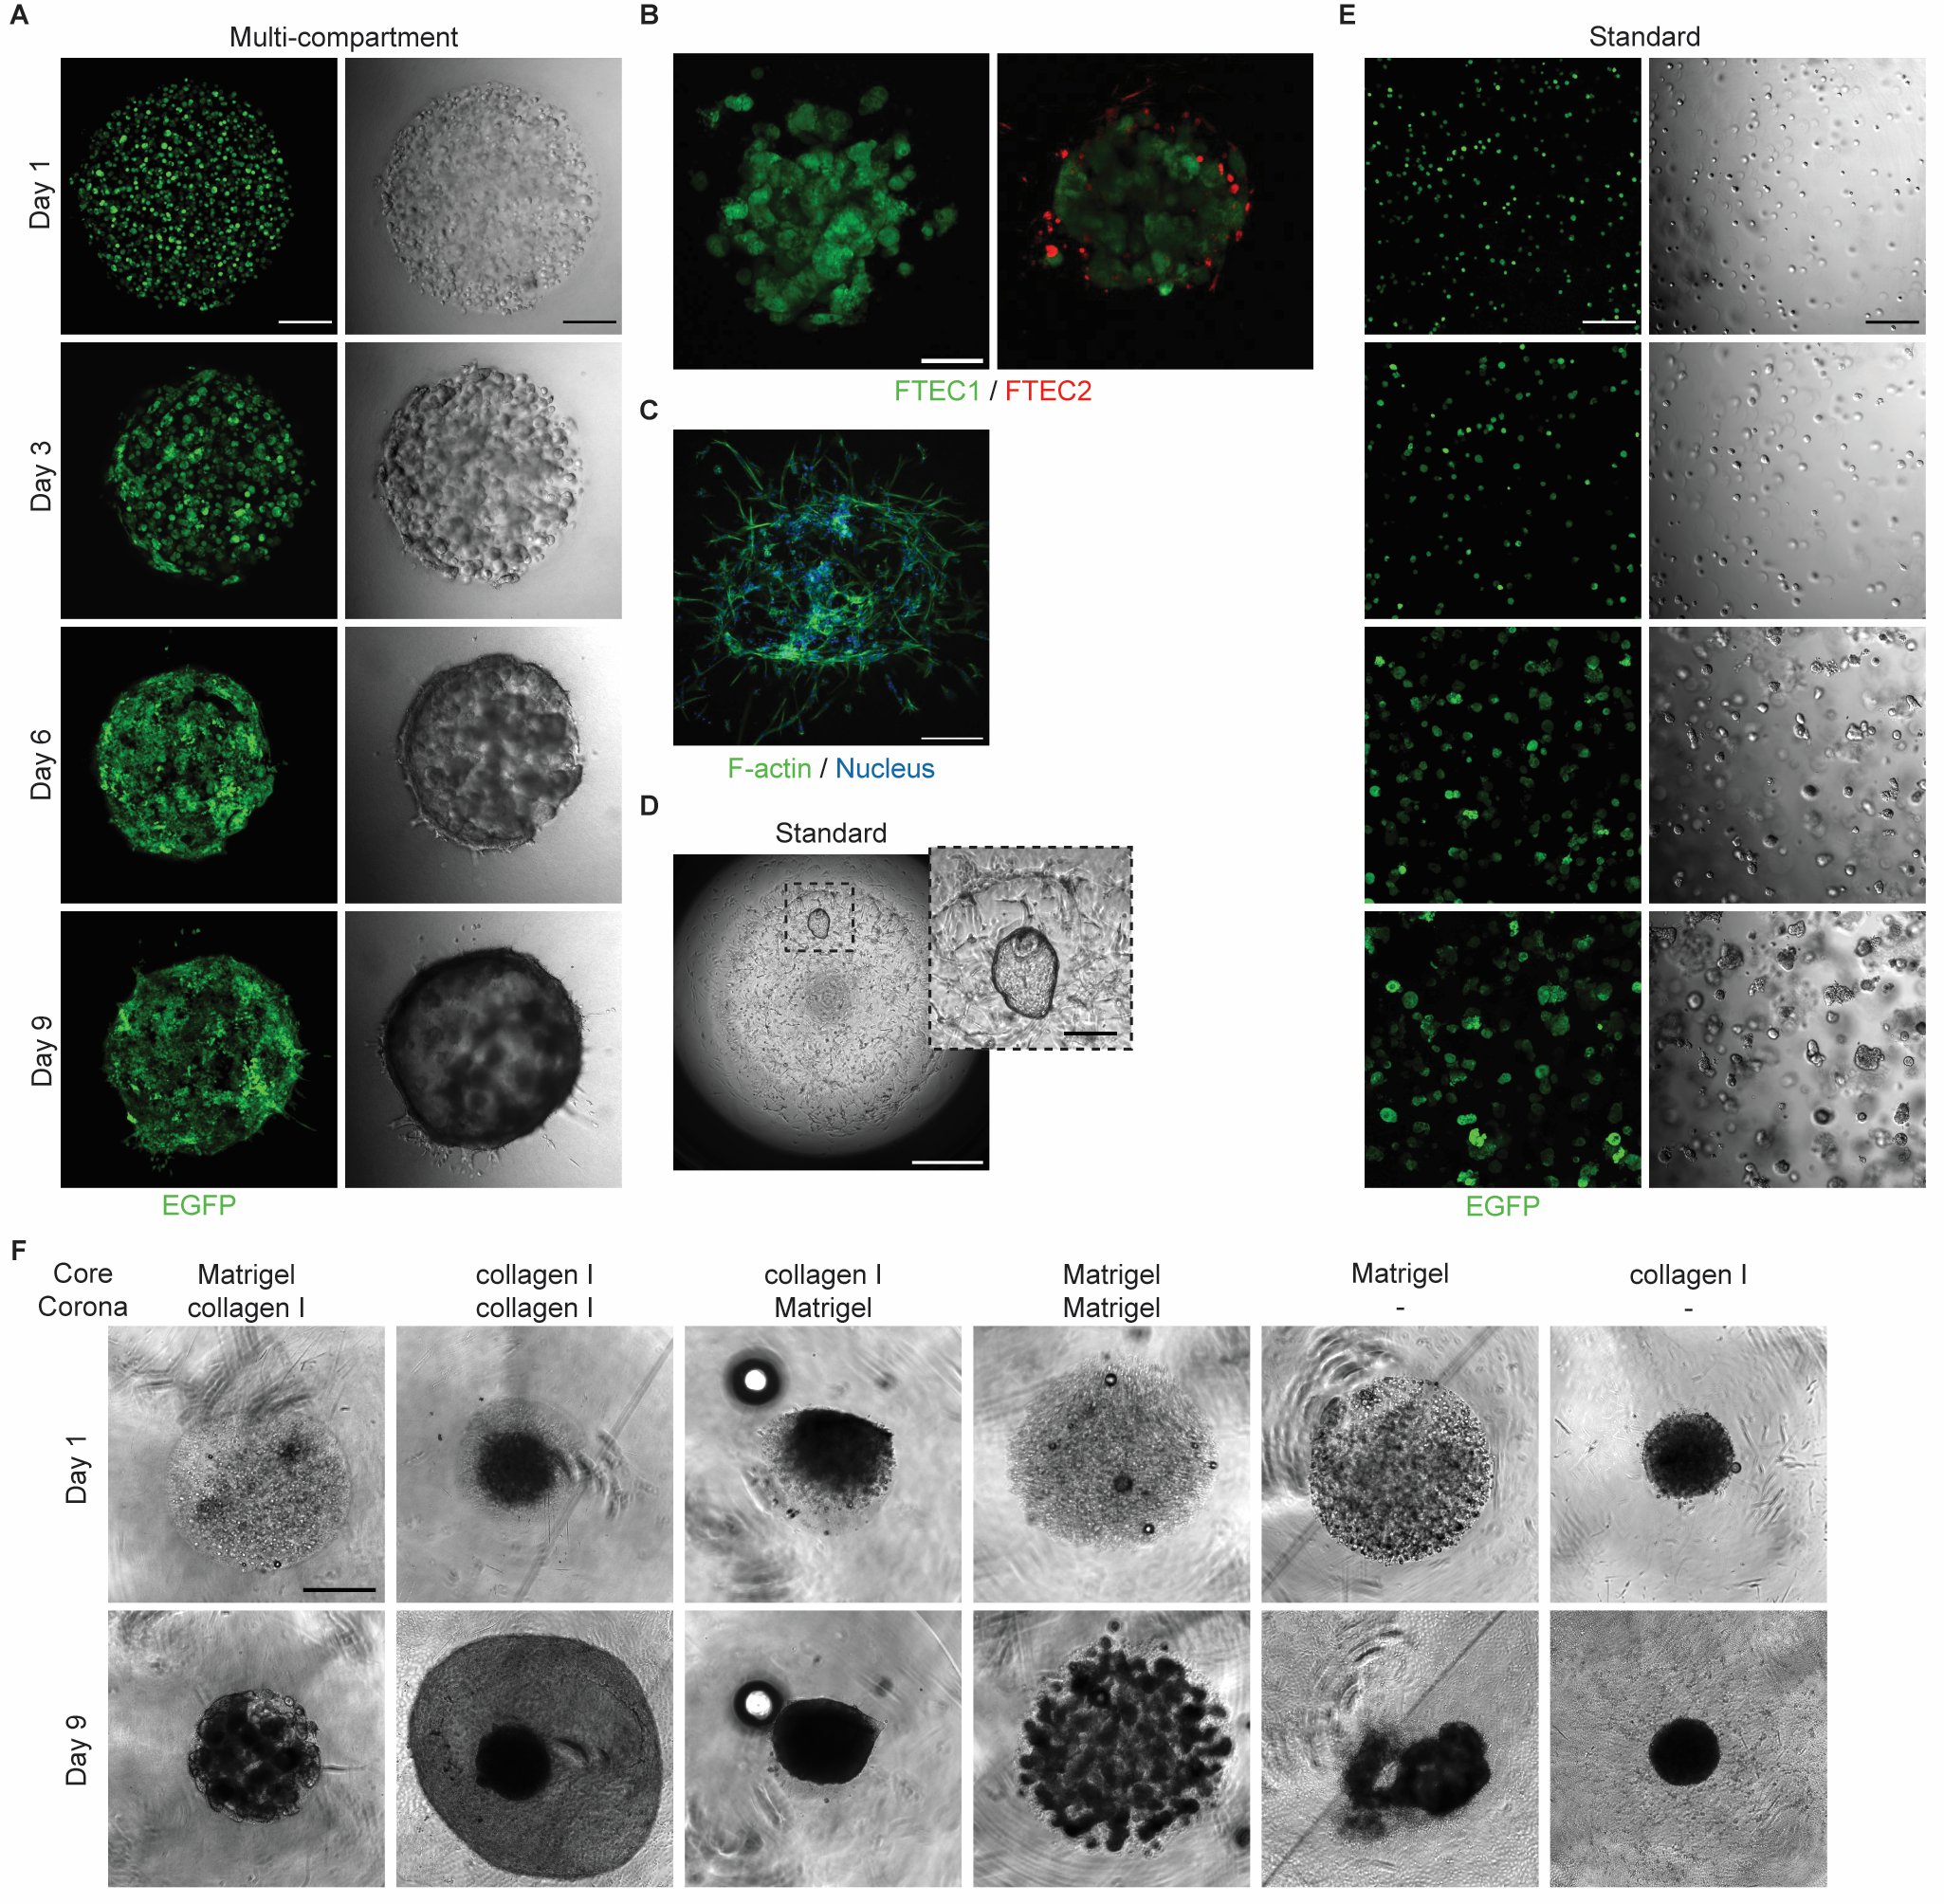 A
Multi-compartment
Day 1
Day 3
Day 6
Day 9
EGFP
B
FTEC1 / FTEC2
C
F-actin / Nucleus
D
Standard
E
Standard
EGFP
F
Core Matrigel collagen I collagen I Matrigel Matrigel collagen I
Corona collagen I collagen I Matrigel Matrigel - -
Day 1
Day 9